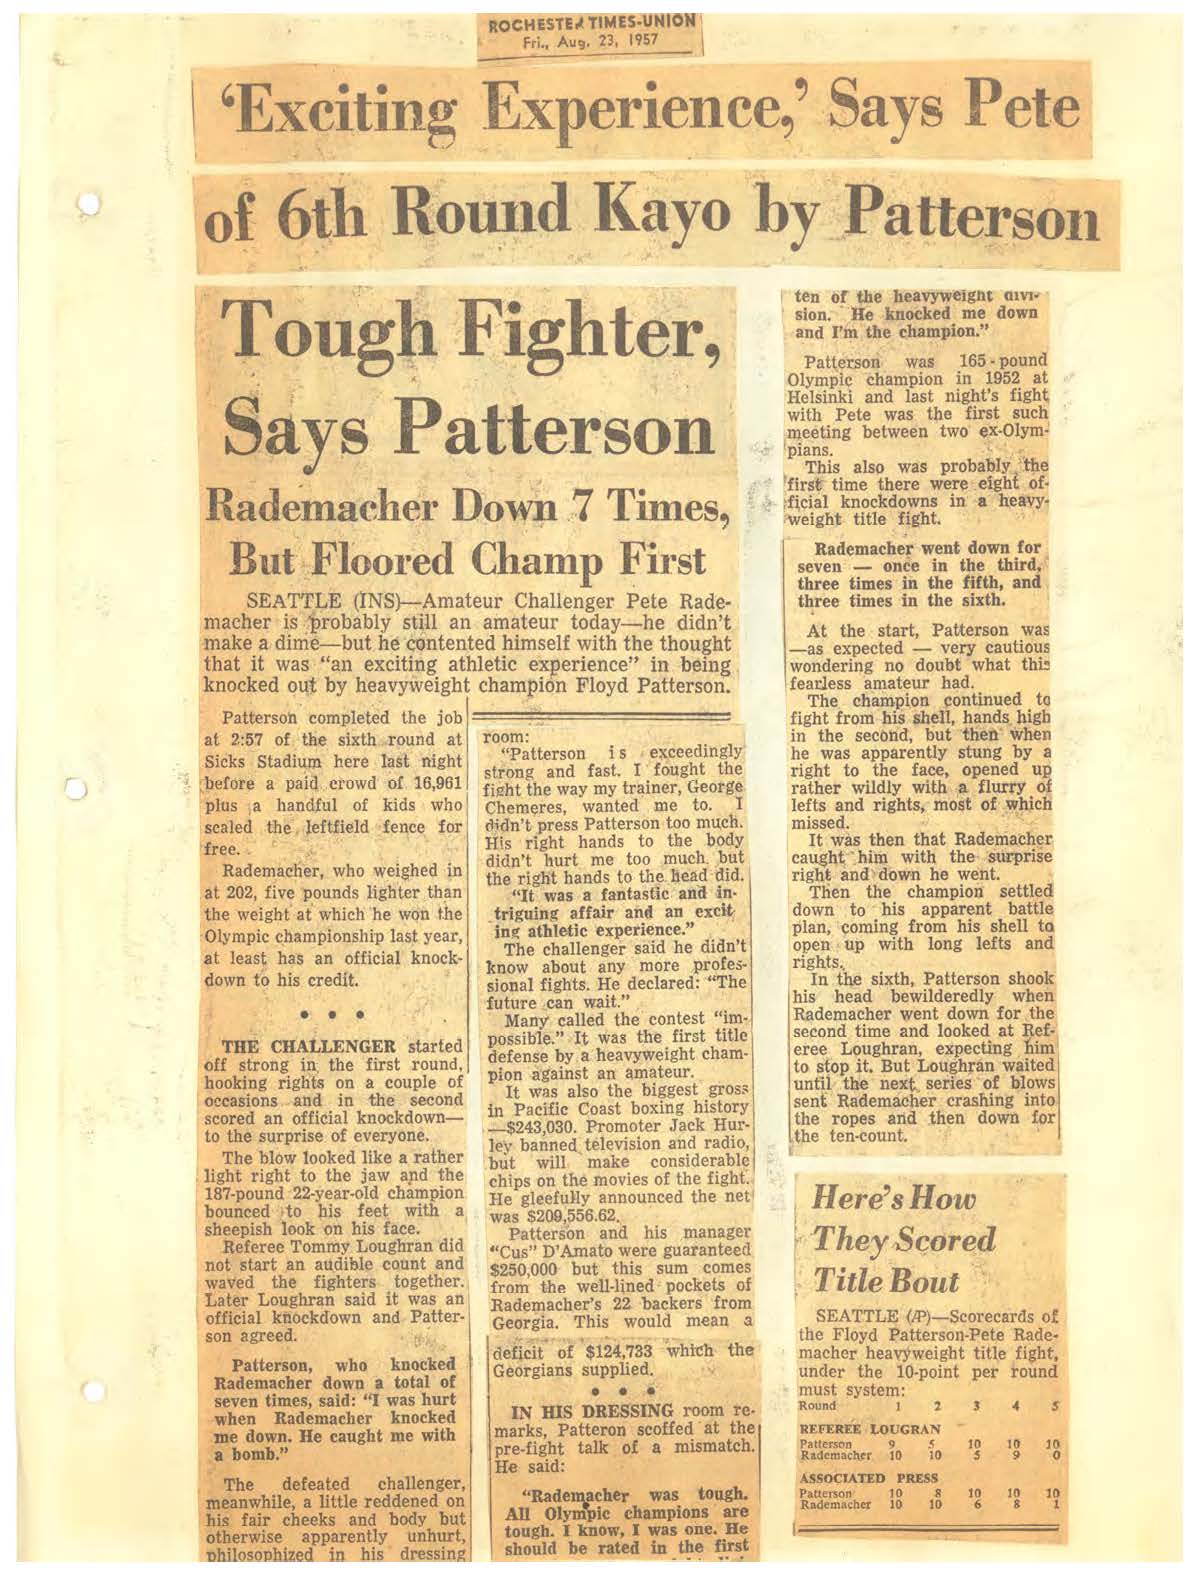 ROCHESTER TIMES-UNION
Fri., Aug. 23, 1957
‘Exciting Experience,’ Says Pete
of 6th Round Kayo by Patterson
Tough Fighter,
Says Patterson
Rademacher Down 7 Times,
But Floored Champ First
SEATTLE (INS)—Amateur Challenger Pete Rade-
macher is probably still an amateur today—he didn't
make a dime—but he contented himself with the thought
that it was "an exciting athletic experience" in being
knocked out by heavyweight champion Floyd Patterson.
Patterson completed the job
at 2:57 of the sixth round at
Sicks Stadium here last night
before a paid crowd of 16,961
plus a handful of kids who
scaled the leftfield fence for
free.
Rademacher, who weighed in
at 202, five pounds lighter than
the weight at which he won the
Olympic championship last year,
at least has an official knock-
down to his credit.
• • •
THE CHALLENGER started
off strong in the first round,
hooking rights on a couple of
occasions and in the second
scored an official knockdown—
to the surprise of everyone.
The blow looked like a rather
light right to the jaw and the
187-pound 22-year-old champion
bounced to his feet with a
sheepish look on his face.
Referee Tommy Loughran did
not start an audible count and
waved the fighters together.
Later Loughran said it was an
official knockdown and Patter-
son agreed.
Patterson, who knocked
Rademacher down a total of
seven times, said: "I was hurt
when Rademacher knocked
me down. He caught me with
a bomb."
The defeated challenger,
meanwhile, a little reddened on
his fair cheeks and body but
otherwise apparently unhurt,
philosophized in his dressing
room:
"Patterson is exceedingly
strong and fast. I fought the
fight the way my trainer, George
Chemeres, wanted me to. I
didn't press Patterson too much.
His right hands to the body
didn't hurt me too much but
the right hands to the head did.
"It was a fantastic and in-
triguing affair and an excit
ing athletic experience."
The challenger said he didn't
know about any more profes-
sional fights. He declared: "The
future can wait."
Many called the contest "im-
possible." It was the first title
defense by a heavyweight cham-
pion against an amateur.
It was also the biggest gross
in Pacific Coast boxing history
—$243,030. Promoter Jack Hur-
ley banned television and radio,
but will make considerable
chips on the movies of the fight.
He gleefully announced the net
was $209,556.62.
Patterson and his manager
"Cus" D'Amato were guaranteed
$250,000 but this sum comes
from the well-lined pockets of
Rademacher's 22 backers from
Georgia. This would mean a
deficit of $124,733 which the
Georgians supplied.
• • •
IN HIS DRESSING room re-
marks, Patteron scoffed at the
pre-fight talk of a mismatch.
He said:
"Rademacher was tough.
All Olympic champions are
tough. I know, I was one. He
should be rated in the first
ten of the heavyweight divi-
sion. He knocked me down
and I'm the champion."
Patterson was 165-pound
Olympic champion in 1952 at
Helsinki and last night's fight
with Pete was the first such
meeting between two ex-Olym-
pians.
This also was probably the
first time there were eight of-
ficial knockdowns in a heavy-
weight title fight.
Rademacher went down for
seven — once in the third,
three times in the fifth, and
three times in the sixth.
At the start, Patterson was
—as expected — very cautious
wondering no doubt what this
fearless amateur had.
The champion continued to
fight from his shell, hands high
in the second, but then when
he was apparently stung by a
right to the face, opened up
rather wildly with a flurry of
lefts and rights, most of which
missed.
It was then that Rademacher
caught him with the surprise
right and down he went.
Then the champion settled
down to his apparent battle
plan, coming from his shell to
open up with long lefts and
rights.
In the sixth, Patterson shook
his head bewilderedly when
Rademacher went down for the
second time and looked at Ref-
eree Loughran, expecting him
to stop it. But Loughran waited
until the next series of blows
sent Rademacher crashing into
the ropes and then down for
the ten-count.
Here's How
They Scored
Title Bout
SEATTLE (AP)—Scorecards of
the Floyd Patterson-Pete Rade-
macher heavyweight title fight,
under the 10-point per round
must system:
Round 1 2 3 4 5
REFEREE LOUGRAN
Patterson 9 5 10 10 10
Rademacher 10 10 5 9 0
ASSOCIATED PRESS
Patterson 10 8 10 10 10
Rademacher 10 10 6 8 1